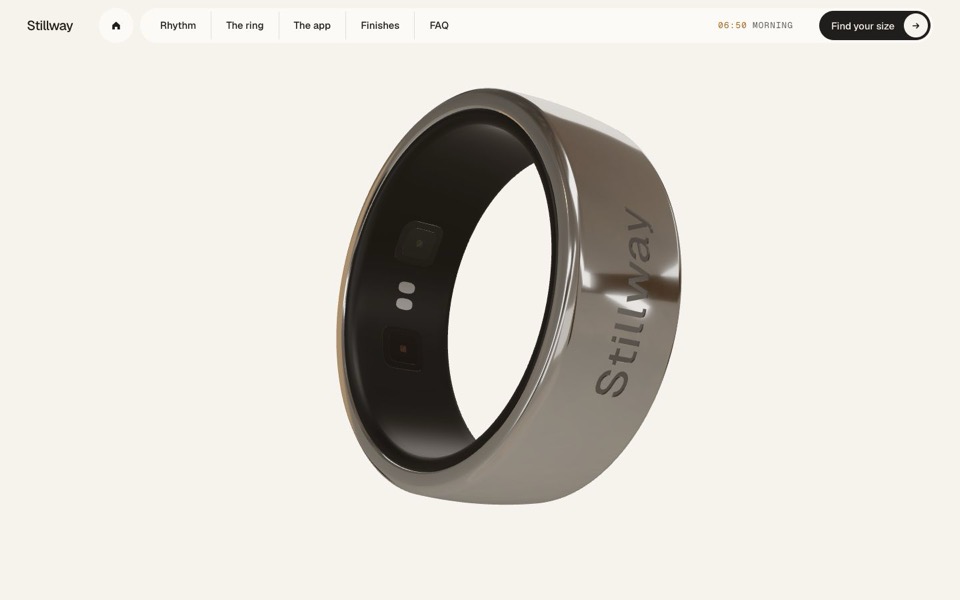 Stillway
Rhythm
The ring
The app
Finishes
FAQ
06:50 MORNING
Find your size
Stillway